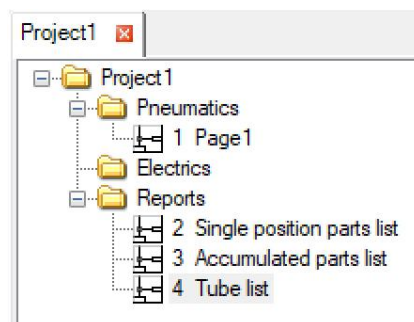 Project1
Project1
Pneumatics
1 Page1
Electrics
Reports
2 Single position parts list
3 Accumulated parts list
4 Tube list